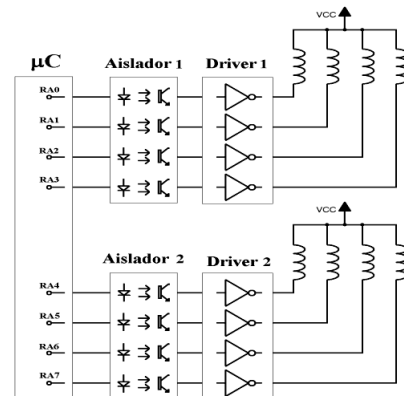 VCC
μC
Aislador 1
Driver 1
RA0
RA1
RA2
RA3
VCC
Aislador 2
Driver 2
RA4
RA5
RA6
RA7